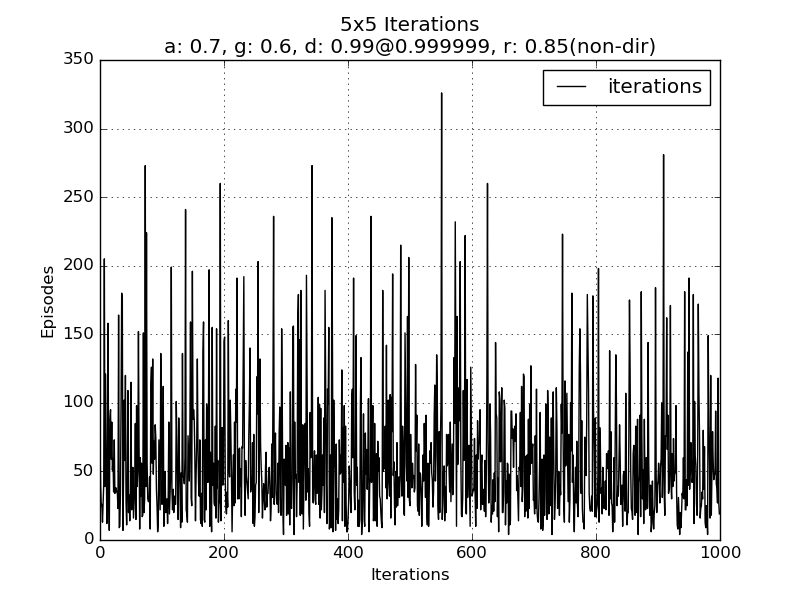 5x5 Iterations
a: 0.7, g: 0.6, d: 0.99@0.999999, r: 0.85(non-dir)
iterations
Episodes
350
300
250
200
150
100
50
0
0 200 400 600 800 1000
Iterations